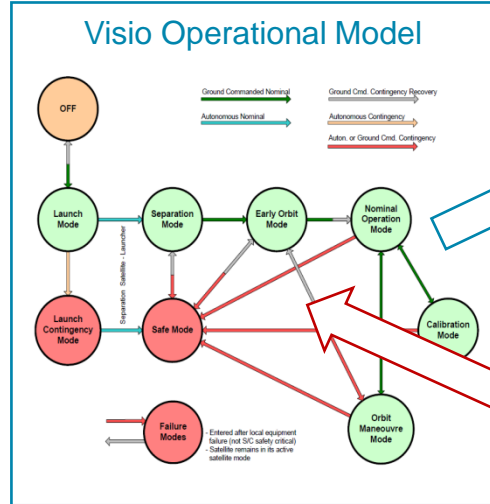 Visio Operational Model
Ground Commanded Nominal
Ground Cmd. Contingency Recovery
Autonomous Nominal
Autonomous Contingency
Auton. or Ground Cmd. Contingency
OFF
Launch
Mode
Separation
Mode
Early Orbit
Mode
Nominal
Operation
Mode
Separation Satellite - Launcher
Launch
Contingency
Mode
Safe Mode
Calibration
Mode
Failure
Modes
- Entered after local equipment
failure (not S/C safety critical)
- Satellite remains in its active
satellite mode
Orbit
Maneouvre
Mode